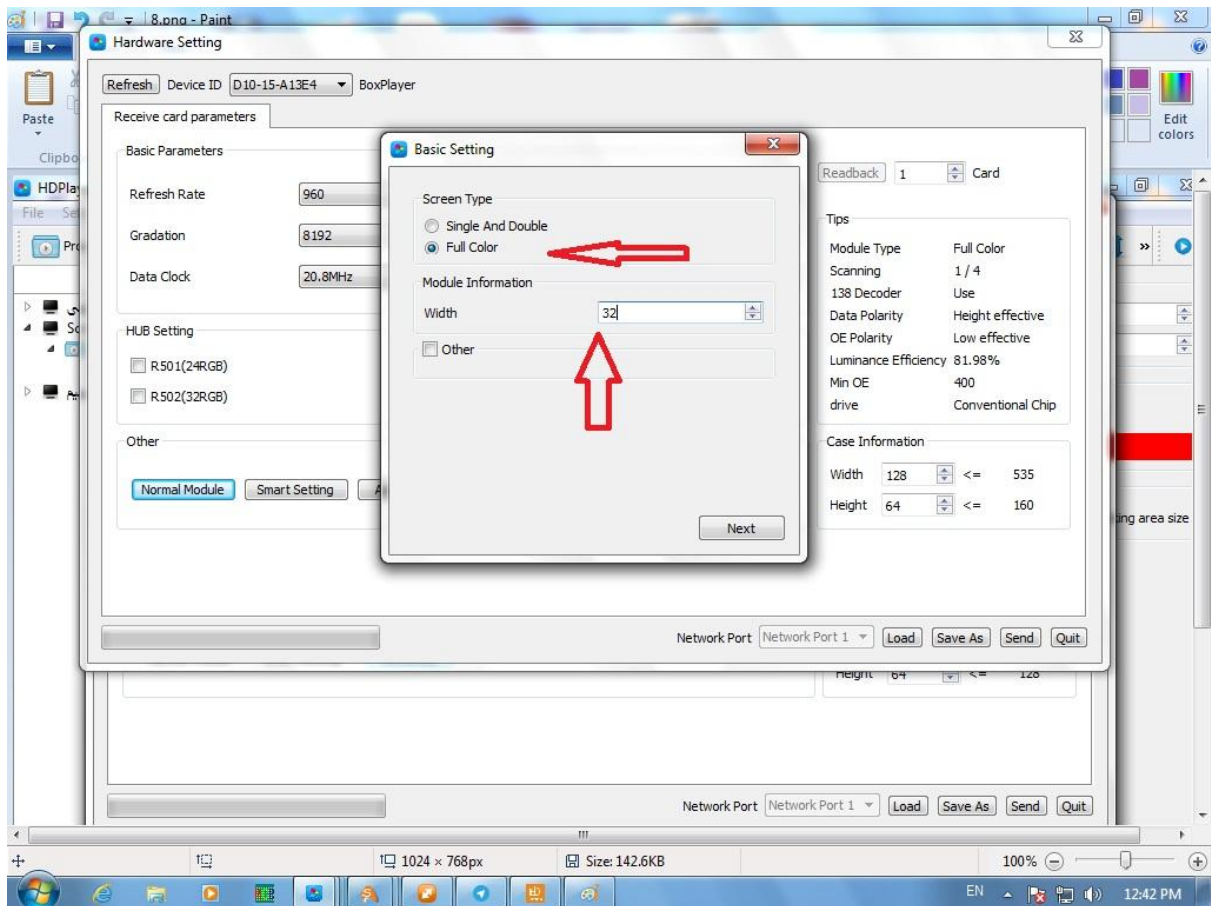 8.png - Paint
Hardware Setting
Refresh Device ID D10-15-A13E4 BoxPlayer
Paste
Edit colors
Receive card parameters
Basic Parameters
Basic Setting
Readback 1 Card
HDPla
Refresh Rate 960
Screen Type
File Se
Single And Double
Tips
Gradation 8192
Full Color
Pro
Module Type Full Color
»
Scanning 1 / 4
Data Clock 20.8MHz
Module Information
138 Decoder Use
Width 32
Data Polarity Height effective
HUB Setting
OE Polarity Low effective
Other
Luminance Efficiency 81.98%
R501(24RGB)
Min OE 400
R502(32RGB)
drive Conventional Chip
Other
Case Information
Width 128 <= 535
Normal Module Smart Setting A
Height 64 <= 160
Next
ing area size
Network Port Network Port 1 Load Save As Send Quit
Height 64 <= 128
Network Port Network Port 1 Load Save As Send Quit
1024 × 768px Size: 142.6KB 100%
EN 12:42 PM